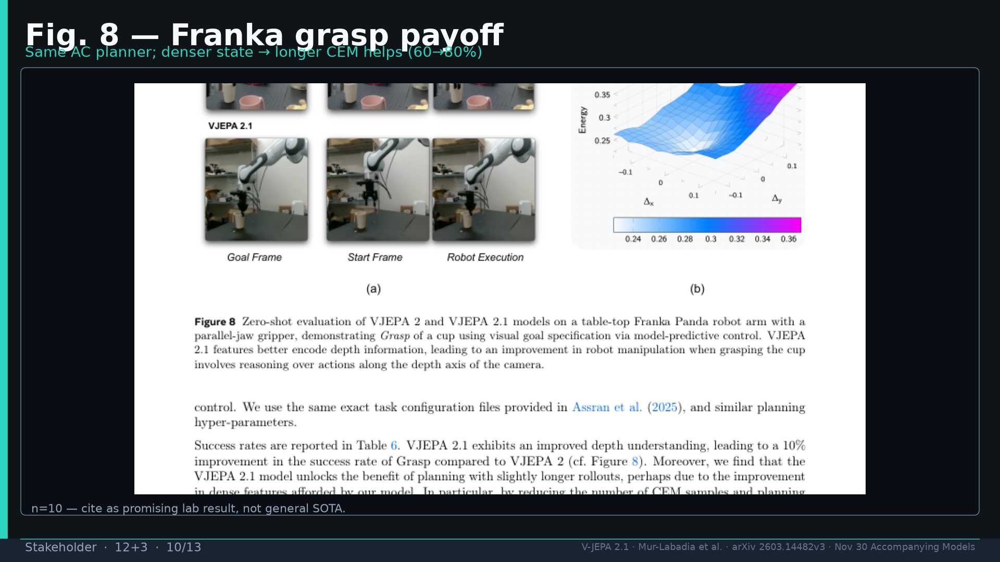 Fig. 8 — Franka grasp payoff
Same AC planner; denser state → longer CEM helps (60→80%)
VJEPA 2.1
Goal Frame
Start Frame
Robot Execution
(a)
Energy
0.35
0.3
0.25
−0.1
0
0.1
Δx
−0.1
0
0.1
Δy
0.24 0.26 0.28 0.3 0.32 0.34 0.36
(b)
Figure 8 Zero-shot evaluation of VJEPA 2 and VJEPA 2.1 models on a table-top Franka Panda robot arm with a
parallel-jaw gripper, demonstrating Grasp of a cup using visual goal specification via model-predictive control. VJEPA
2.1 features better encode depth information, leading to an improvement in robot manipulation when grasping the cup
involves reasoning over actions along the depth axis of the camera.
control. We use the same exact task configuration files provided in Assran et al. (2025), and similar planning
hyper-parameters.
Success rates are reported in Table 6. VJEPA 2.1 exhibits an improved depth understanding, leading to a 10%
improvement in the success rate of Grasp compared to VJEPA 2 (cf. Figure 8). Moreover, we find that the
VJEPA 2.1 model unlocks the benefit of planning with slightly longer rollouts, perhaps due to the improvement
in dense features afforded by our model. In particular, by reducing the number of CEM samples and planning
n=10 — cite as promising lab result, not general SOTA.
Stakeholder · 12+3 · 10/13
V-JEPA 2.1 · Mur-Labadia et al. · arXiv 2603.14482v3 · Nov 30 Accompanying Models